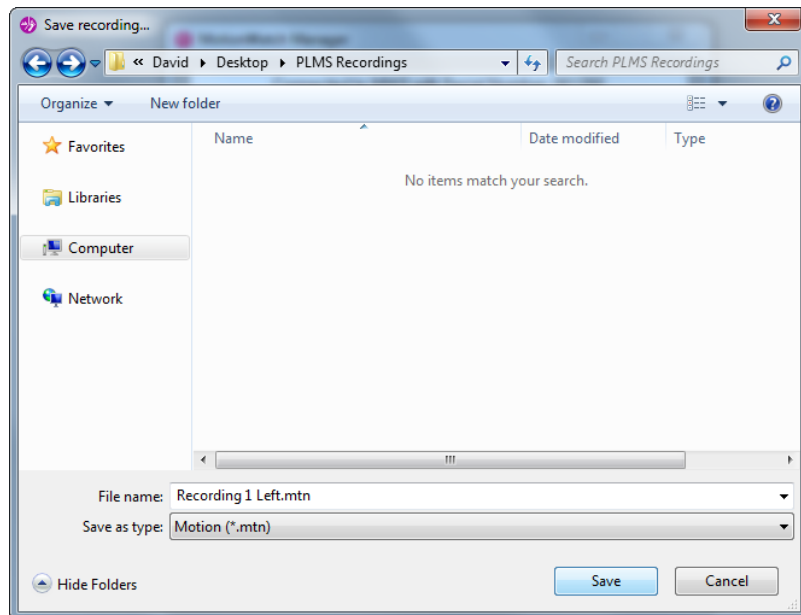 Save recording...
« David Desktop PLMS Recordings
Search PLMS Recordings
Organize New folder
Name Date modified Type
Favorites
No items match your search.
Libraries
Computer
Network
File name: Recording 1 Left.mtn
Save as type: Motion (*.mtn)
Hide Folders Save Cancel